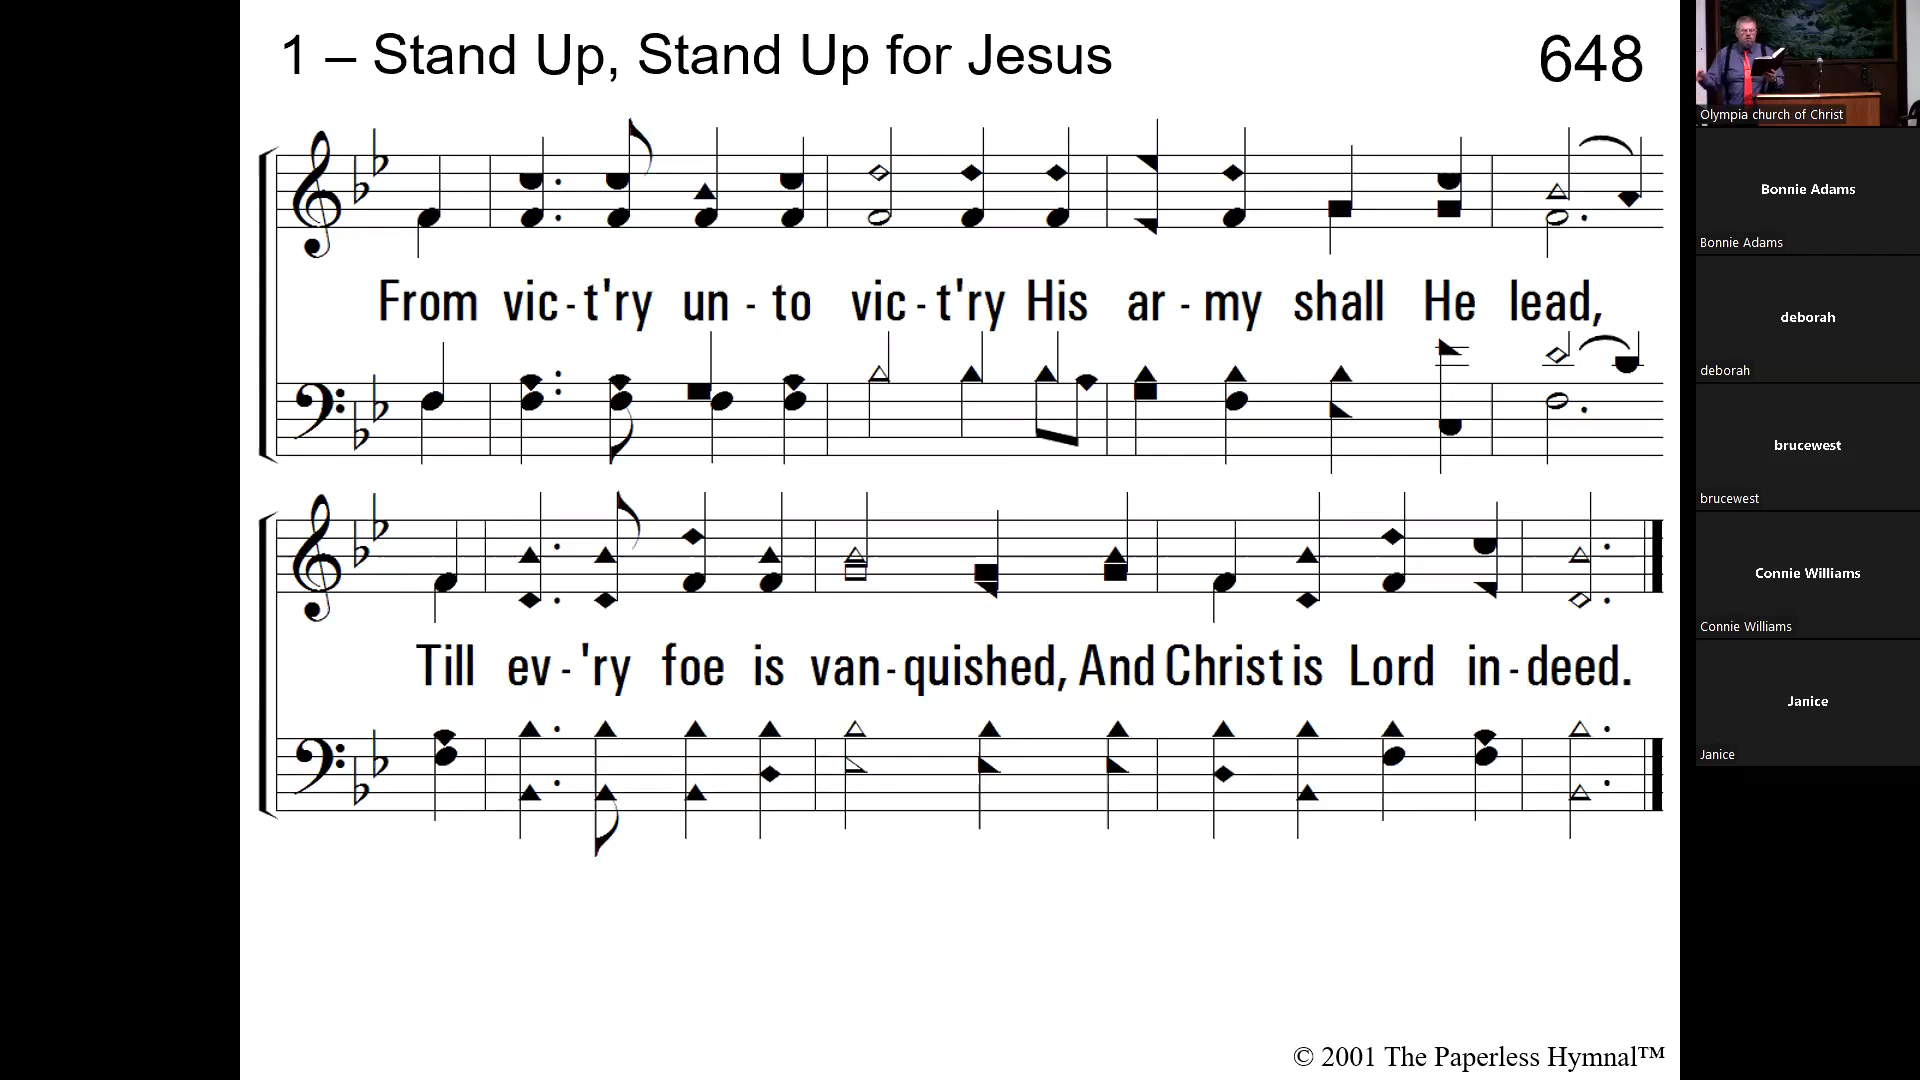 1 – Stand Up, Stand Up for Jesus
648
From vic-t'ry un-to vic-t'ry His ar-my shall He lead,
Till ev-'ry foe is van-quished, And Christ is Lord in-deed.
© 2001 The Paperless Hymnal™
Olympia church of Christ
Bonnie Adams
Bonnie Adams
deborah
deborah
brucewest
brucewest
Connie Williams
Connie Williams
Janice
Janice